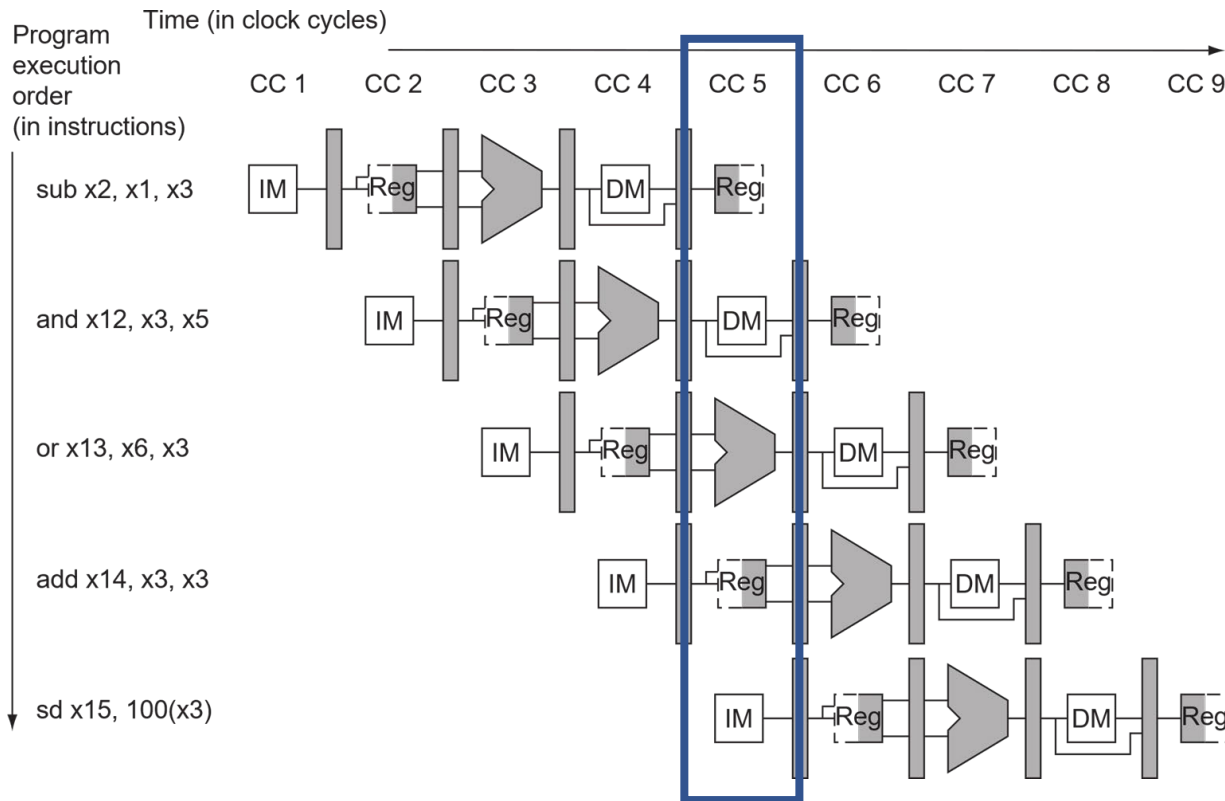 Time (in clock cycles)
Program
execution
order
(in instructions)
CC 1 CC 2 CC 3 CC 4 CC 5 CC 6 CC 7 CC 8 CC 9
sub x2, x1, x3
IM Reg DM Reg
and x12, x3, x5
IM Reg DM Reg
or x13, x6, x3
IM Reg DM Reg
add x14, x3, x3
IM Reg DM Reg
sd x15, 100(x3)
IM Reg DM Reg